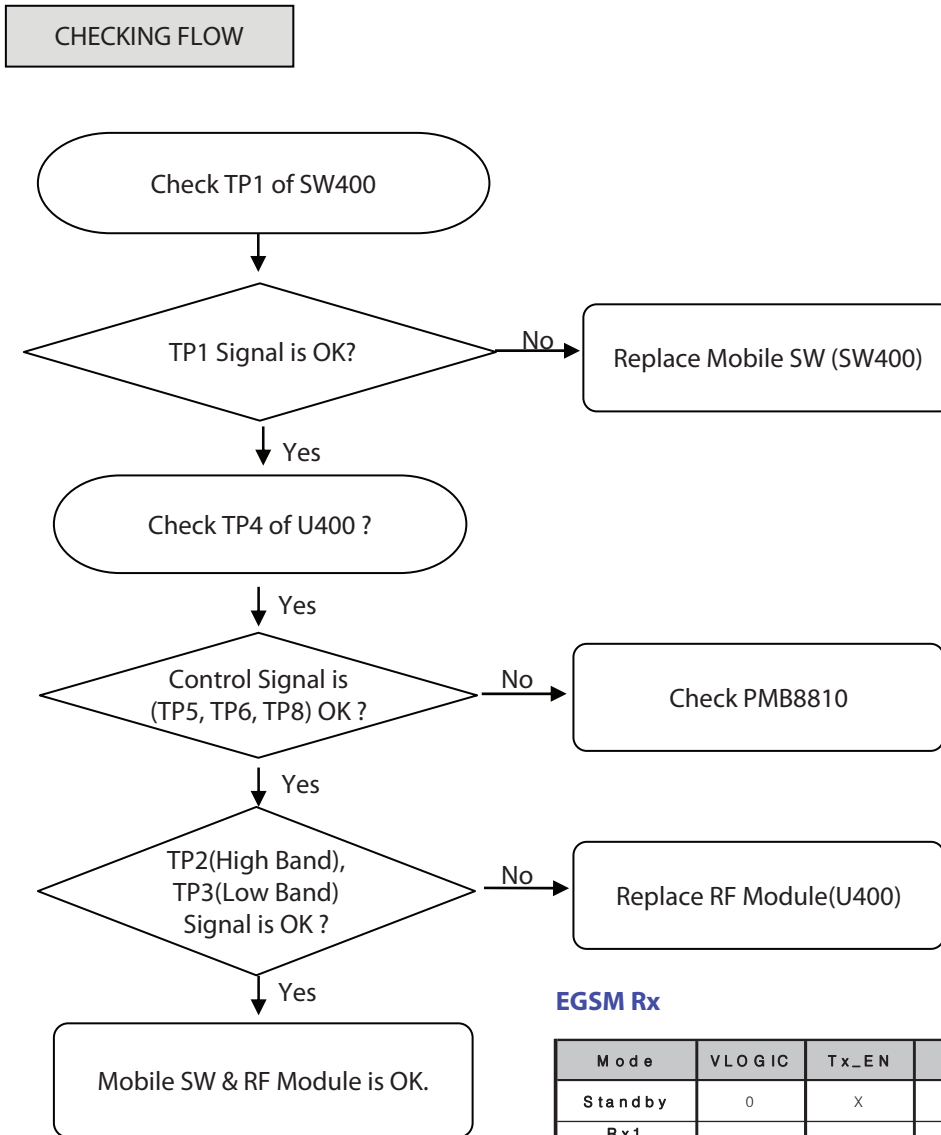 CHECKING FLOW
Check TP1 of SW400
TP1 Signal is OK?
No
Replace Mobile SW (SW400)
Yes
Check TP4 of U400 ?
Yes
Control Signal is
(TP5, TP6, TP8) OK ?
No
Check PMB8810
Yes
TP2(High Band),
TP3(Low Band)
Signal is OK ?
No
Replace RF Module(U400)
Yes
Mobile SW & RF Module is OK.
EGSM Rx
Mode VLOGIC Tx_EN
Standby 0 X
Rx1